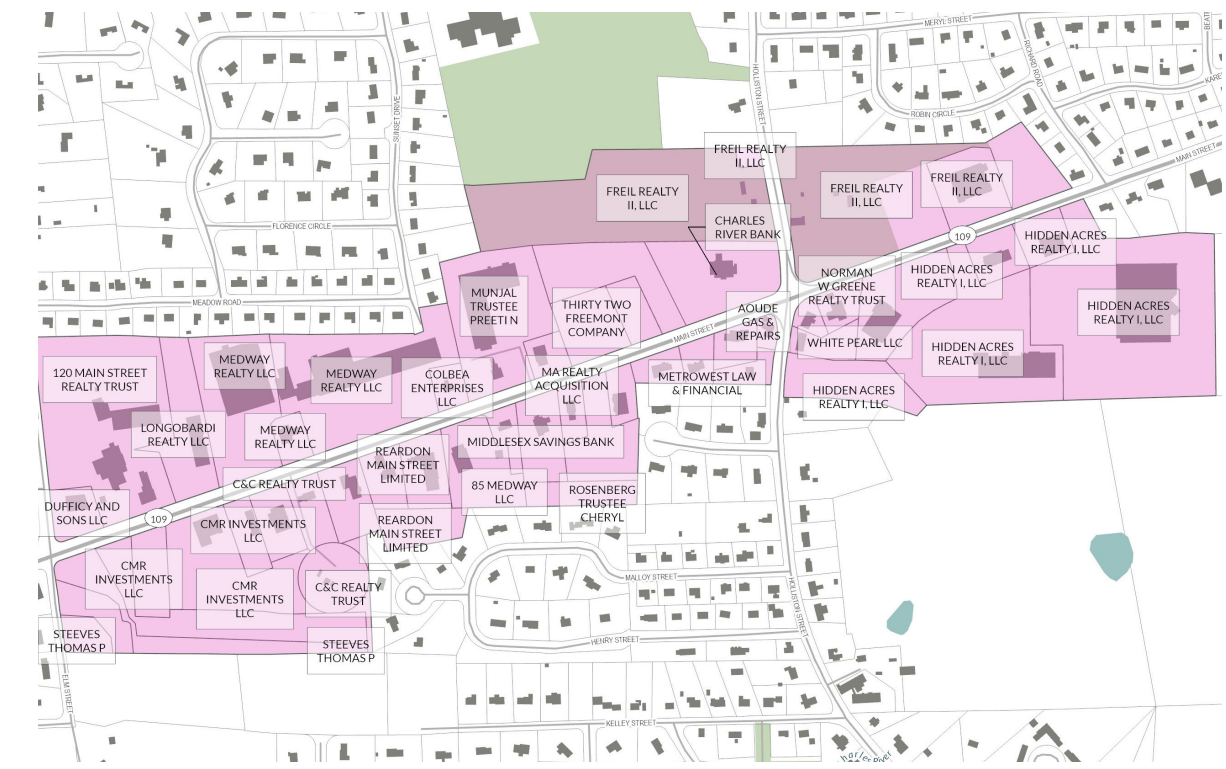 MERYL STREET
BEATT
RICHARD ROAD
KARE
HOLLISTON STREET
ROBIN CIRCLE
SUNSET DRIVE
MAIN STREET
FREIL REALTY
II, LLC
FREIL REALTY
II, LLC
FREIL REALTY
II, LLC
FREIL REALTY
II, LLC
CHARLES
RIVER BANK
FLORENCE CIRCLE
109
HIDDEN ACRES
REALTY I, LLC
NORMAN
W GREENE
REALTY TRUST
HIDDEN ACRES
REALTY I, LLC
MEADOW ROAD
MUNJAL
TRUSTEE
PREETI N
THIRTY TWO
FREEMONT
COMPANY
AOUDE
GAS &
REPAIRS
HIDDEN ACRES
REALTY I, LLC
MAIN STREET
WHITE PEARL LLC
HIDDEN ACRES
REALTY I, LLC
120 MAIN STREET
REALTY TRUST
MEDWAY
REALTY LLC
MEDWAY
REALTY LLC
COLBEA
ENTERPRISES
LLC
MA REALTY
ACQUISITION
LLC
METROWEST LAW
& FINANCIAL
HIDDEN ACRES
REALTY I, LLC
LONGOBARDI
REALTY LLC
MEDWAY
REALTY LLC
MIDDLESEX SAVINGS BANK
REARDON
MAIN STREET
LIMITED
C&C REALTY TRUST
85 MEDWAY
LLC
ROSENBERG
TRUSTEE
CHERYL
DUFFICY AND
SONS LLC
109
CMR INVESTMENTS
LLC
REARDON
MAIN STREET
LIMITED
CMR
INVESTMENTS
LLC
CMR
INVESTMENTS
LLC
C&C REALTY
TRUST
MALLOY STREET
HOLLISTON STREET
STEEVES
THOMAS P
STEEVES
THOMAS P
HENRY STREET
ELM STREET
KELLEY STREET
Charles River